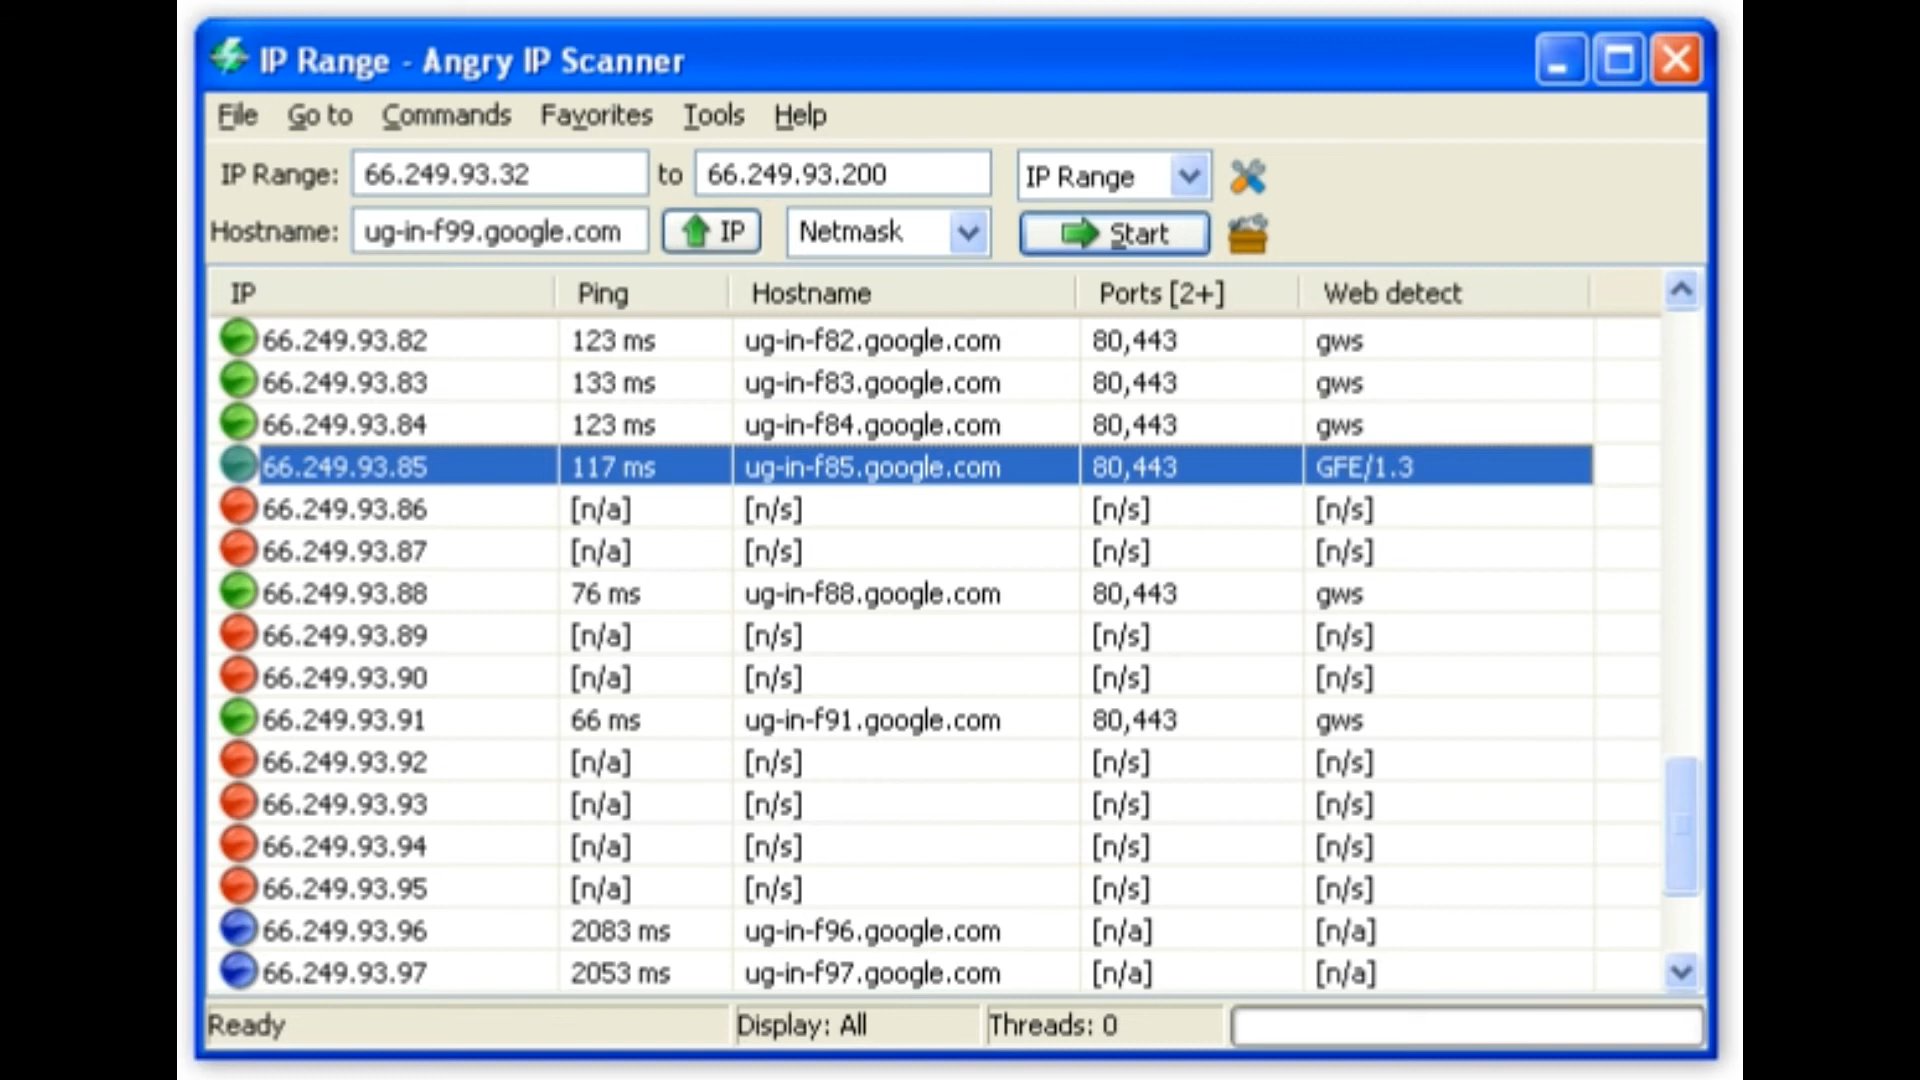 IP Range - Angry IP Scanner
File Go to Commands Favorites Tools Help
IP Range: 66.249.93.32 to 66.249.93.200 IP Range
Hostname: ug-in-f99.google.com IP Netmask Start
IP Ping Hostname Ports [2+] Web detect
66.249.93.82 123 ms ug-in-f82.google.com 80,443 gws
66.249.93.83 133 ms ug-in-f83.google.com 80,443 gws
66.249.93.84 123 ms ug-in-f84.google.com 80,443 gws
66.249.93.85 117 ms ug-in-f85.google.com 80,443 GFE/1.3
66.249.93.86 [n/a] [n/s] [n/s] [n/s]
66.249.93.87 [n/a] [n/s] [n/s] [n/s]
66.249.93.88 76 ms ug-in-f88.google.com 80,443 gws
66.249.93.89 [n/a] [n/s] [n/s] [n/s]
66.249.93.90 [n/a] [n/s] [n/s] [n/s]
66.249.93.91 66 ms ug-in-f91.google.com 80,443 gws
66.249.93.92 [n/a] [n/s] [n/s] [n/s]
66.249.93.93 [n/a] [n/s] [n/s] [n/s]
66.249.93.94 [n/a] [n/s] [n/s] [n/s]
66.249.93.95 [n/a] [n/s] [n/s] [n/s]
66.249.93.96 2083 ms ug-in-f96.google.com [n/a] [n/a]
66.249.93.97 2053 ms ug-in-f97.google.com [n/a] [n/a]
Ready Display: All Threads: 0